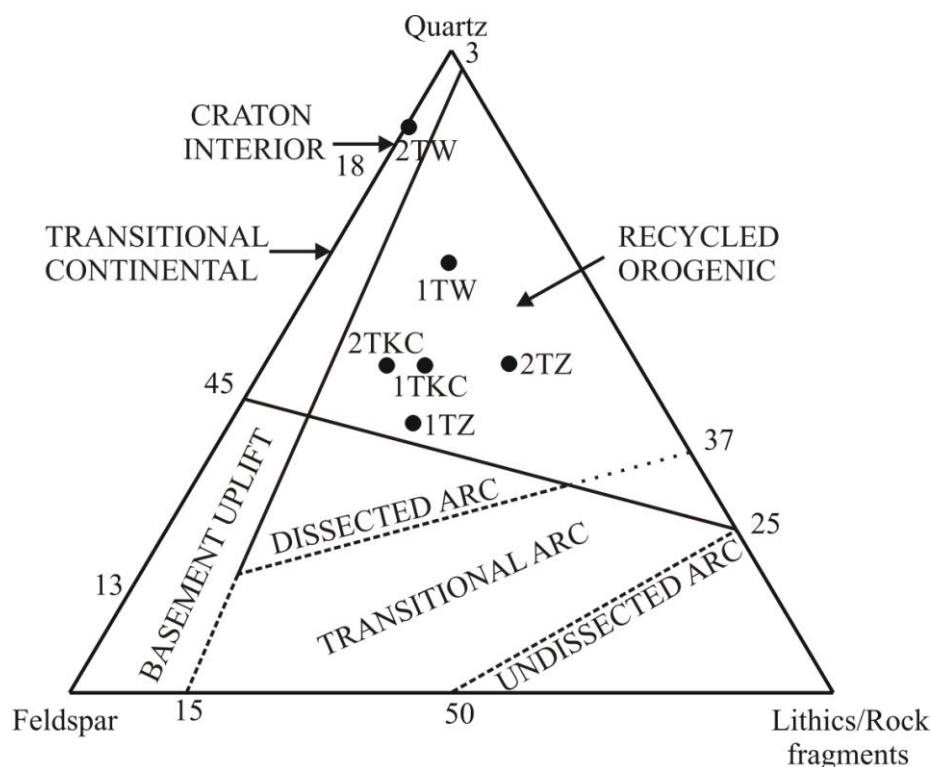 Quartz
3
CRATON
INTERIOR
18
2TW
TRANSITIONAL
CONTINENTAL
RECYCLED
OROGENIC
1TW
2TKC
1TKC
2TZ
45
1TZ
37
BASEMENT UPLIFT
DISSECTED ARC
25
TRANSITIONAL ARC
UNDISSECTED ARC
13
Feldspar
15
50
Lithics/Rock
fragments